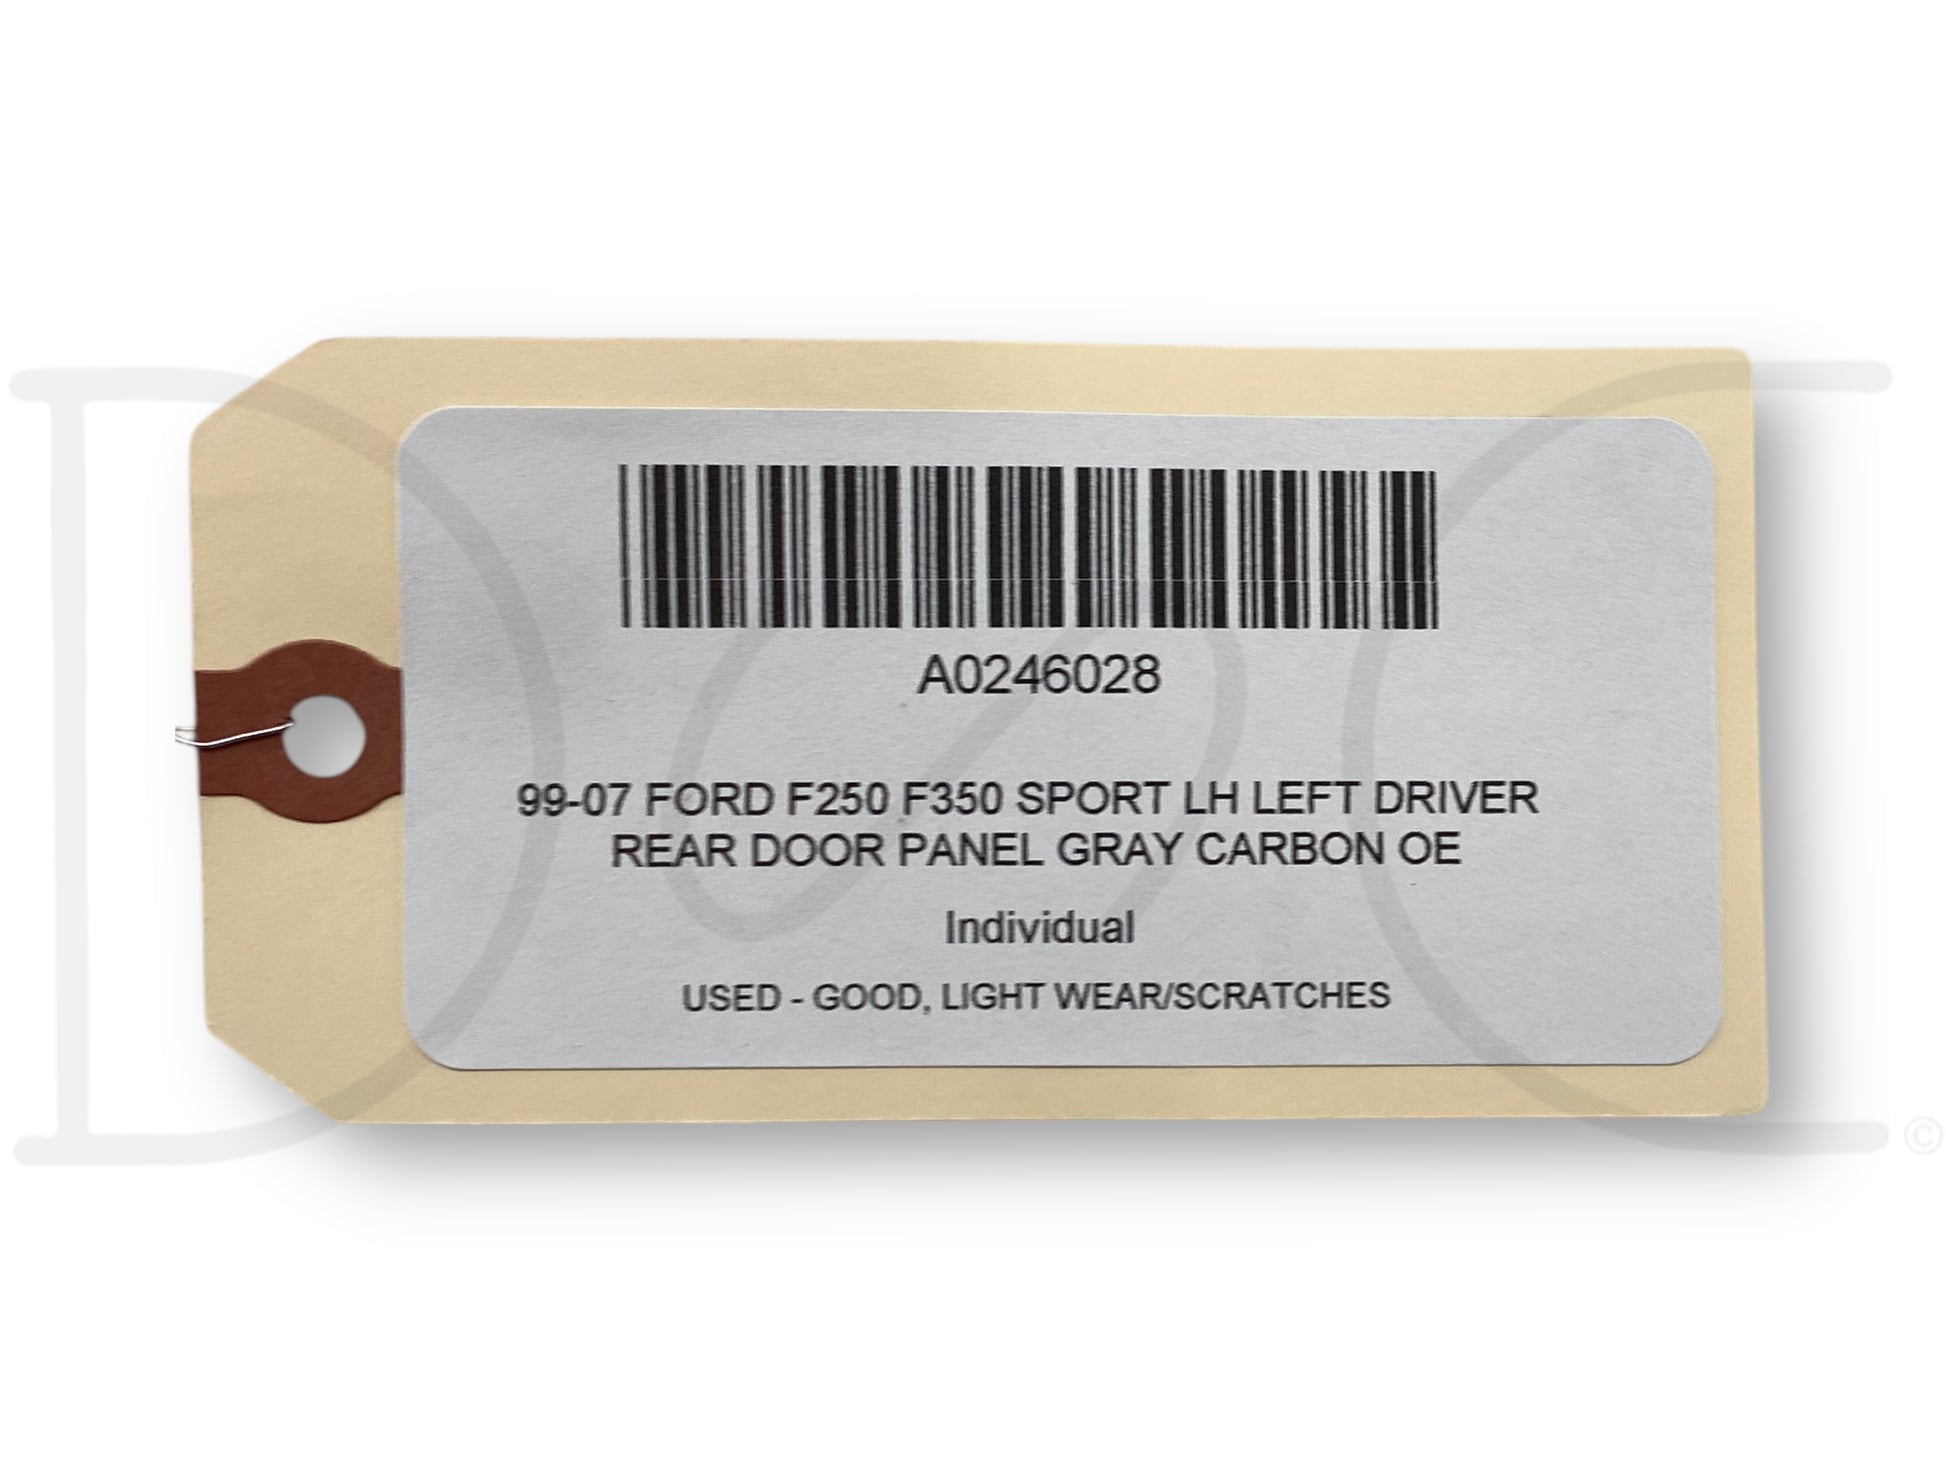 A0246028
99-07 FORD F250 F350 SPORT LH LEFT DRIVER
REAR DOOR PANEL GRAY CARBON OE
Individual
USED - GOOD, LIGHT WEAR/SCRATCHES
©